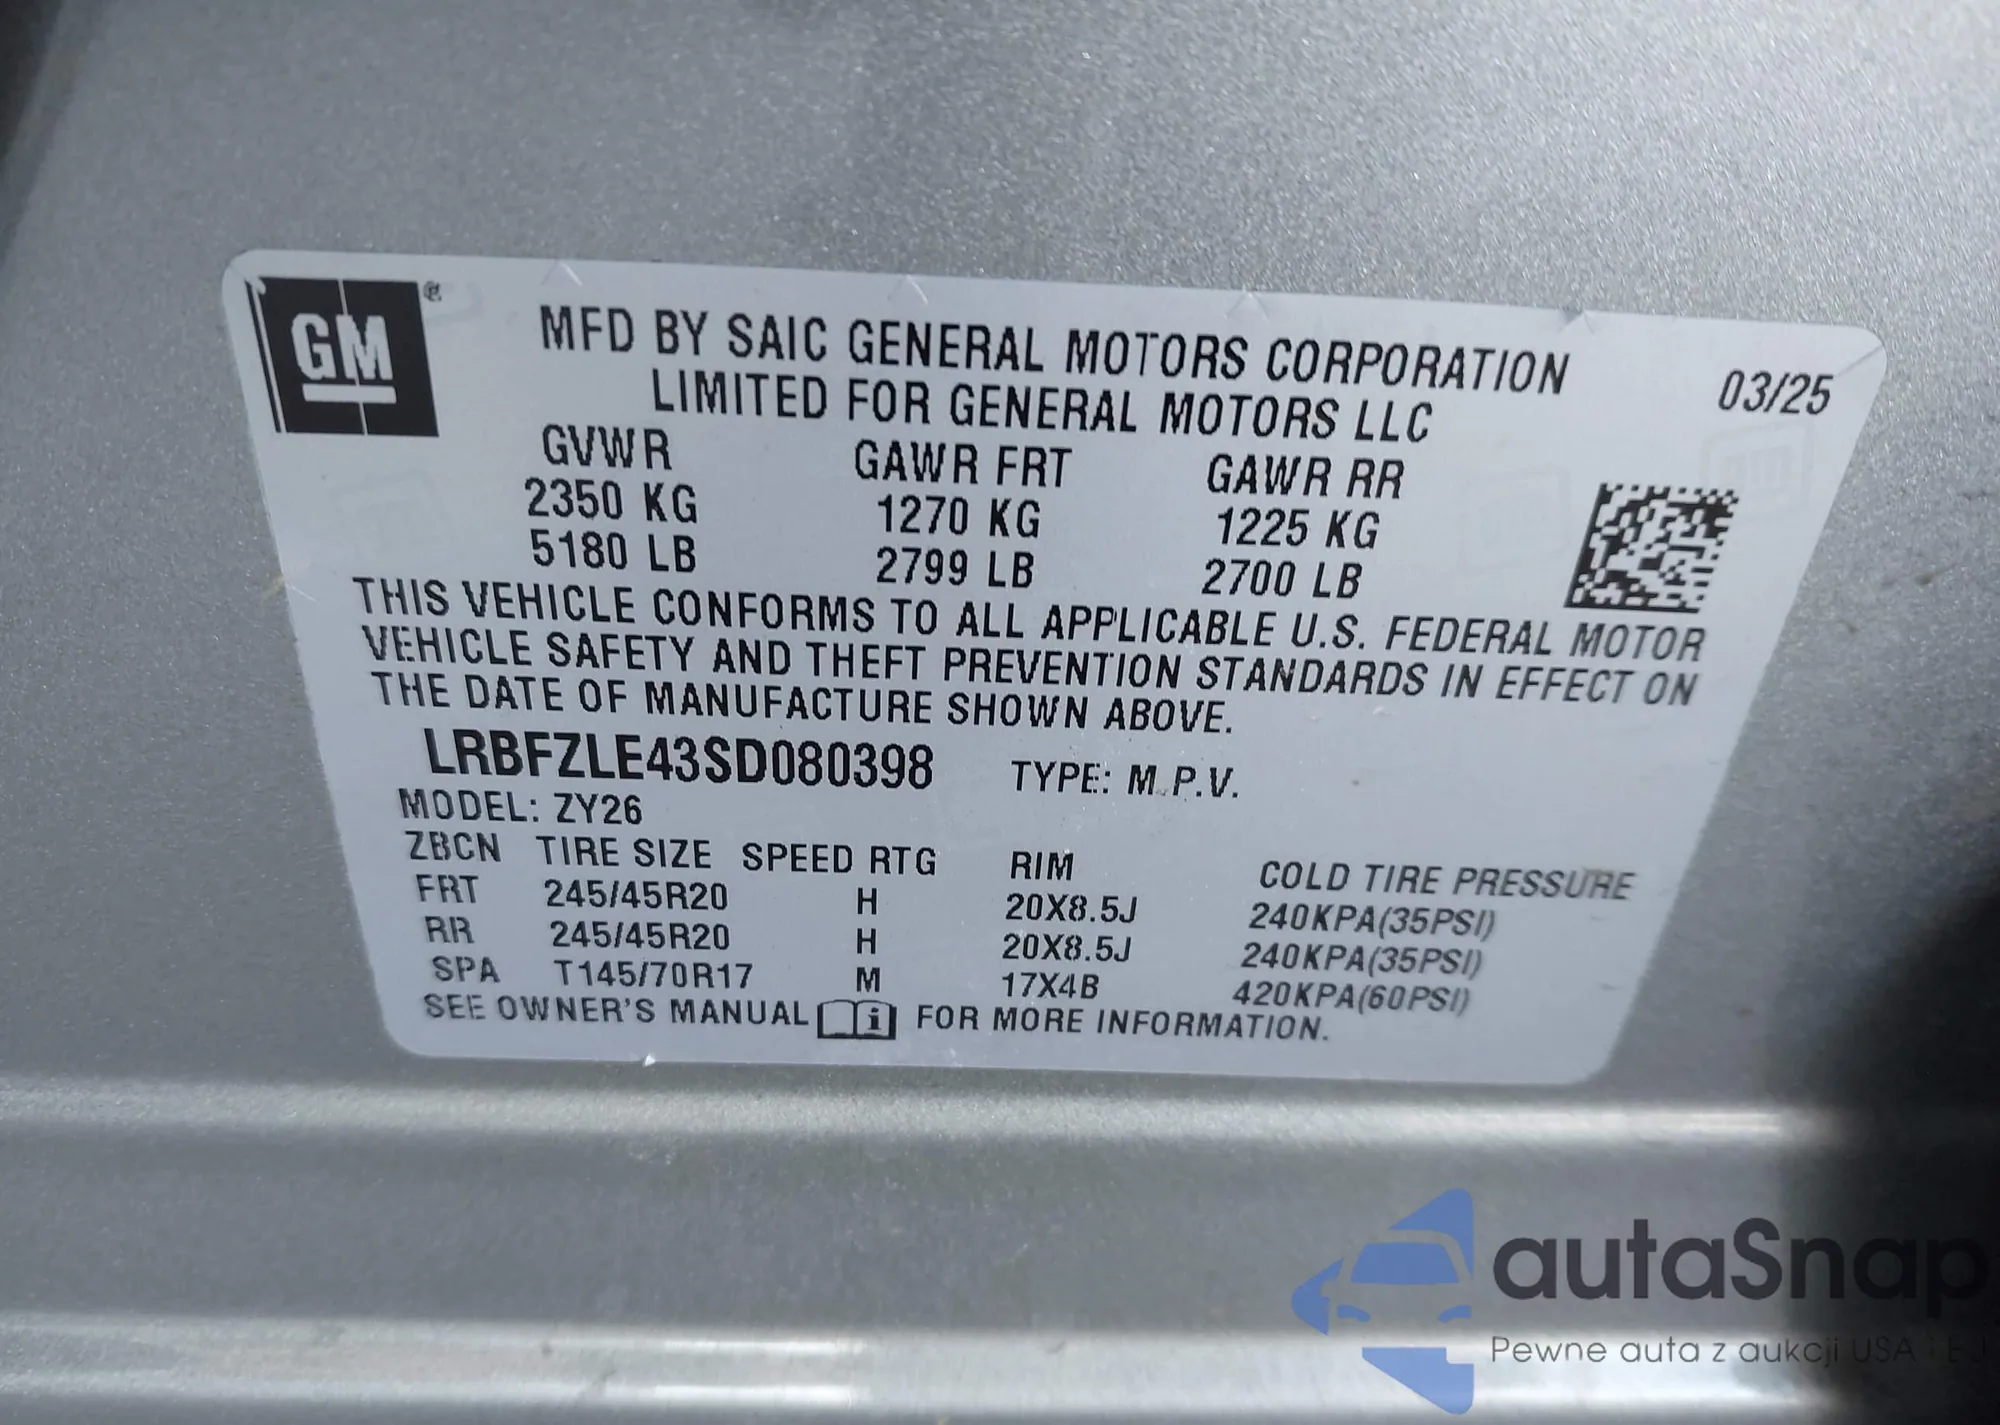 GM ®
MFD BY SAIC GENERAL MOTORS CORPORATION
LIMITED FOR GENERAL MOTORS LLC
03/25
GVWR GAWR FRT GAWR RR
2350 KG 1270 KG 1225 KG
5180 LB 2799 LB 2700 LB
THIS VEHICLE CONFORMS TO ALL APPLICABLE U.S. FEDERAL MOTOR
VEHICLE SAFETY AND THEFT PREVENTION STANDARDS IN EFFECT ON
THE DATE OF MANUFACTURE SHOWN ABOVE.
LRBFZLE43SD080398 TYPE: M.P.V.
MODEL: ZY26
ZBCN TIRE SIZE SPEED RTG RIM COLD TIRE PRESSURE
FRT 245/45R20 H 20X8.5J 240KPA(35PSI)
RR 245/45R20 H 20X8.5J 240KPA(35PSI)
SPA T145/70R17 M 17X4B 420KPA(60PSI)
SEE OWNER'S MANUAL i FOR MORE INFORMATION.
autaSnap
Pewne auta z aukcji USA i EU